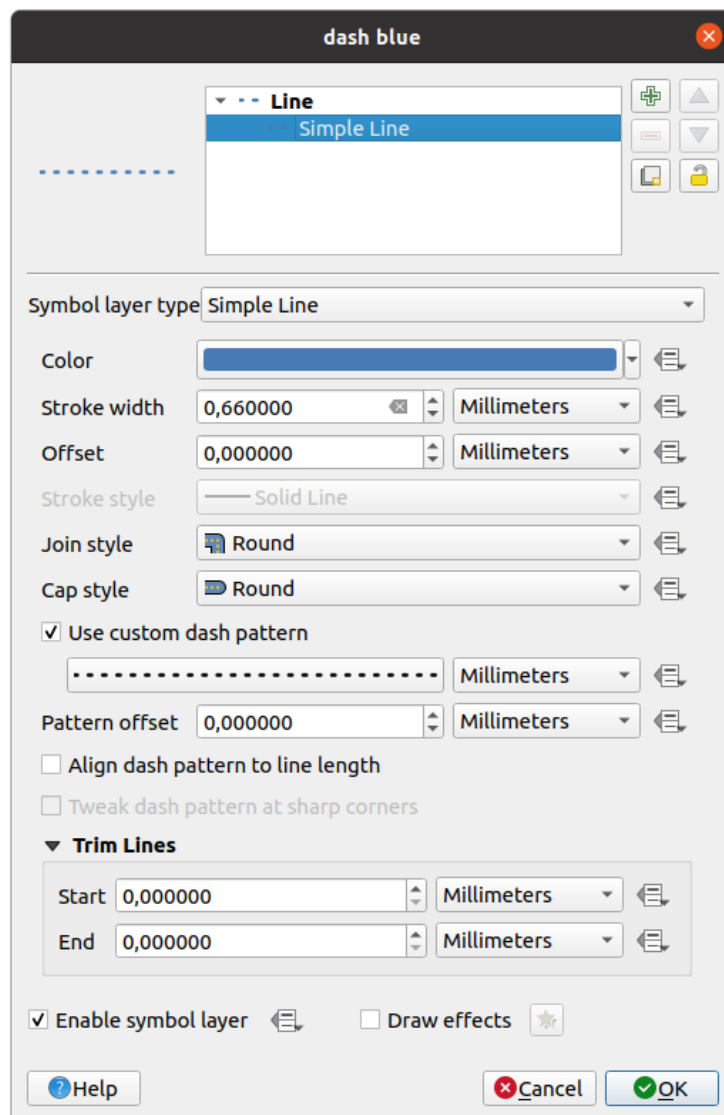 dash blue
Line
Simple Line
Symbol layer type Simple Line
Color
Stroke width 0,660000 Millimeters
Offset 0,000000 Millimeters
Stroke style Solid Line
Join style Round
Cap style Round
Use custom dash pattern
Millimeters
Pattern offset 0,000000 Millimeters
Align dash pattern to line length
Tweak dash pattern at sharp corners
Trim Lines
Start 0,000000 Millimeters
End 0,000000 Millimeters
Enable symbol layer Draw effects
Help Cancel OK